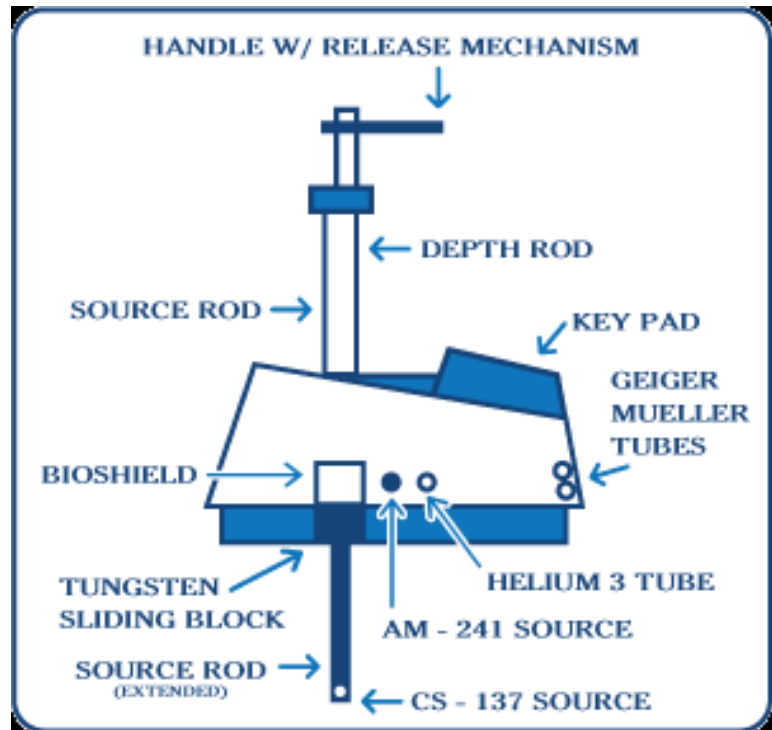 HANDLE W/ RELEASE MECHANISM
DEPTH ROD
SOURCE ROD
KEY PAD
GEIGER
MUELLER
TUBES
BIOSHIELD
HELIUM 3 TUBE
TUNGSTEN
SLIDING BLOCK
AM - 241 SOURCE
SOURCE ROD
(EXTENDED)
CS - 137 SOURCE